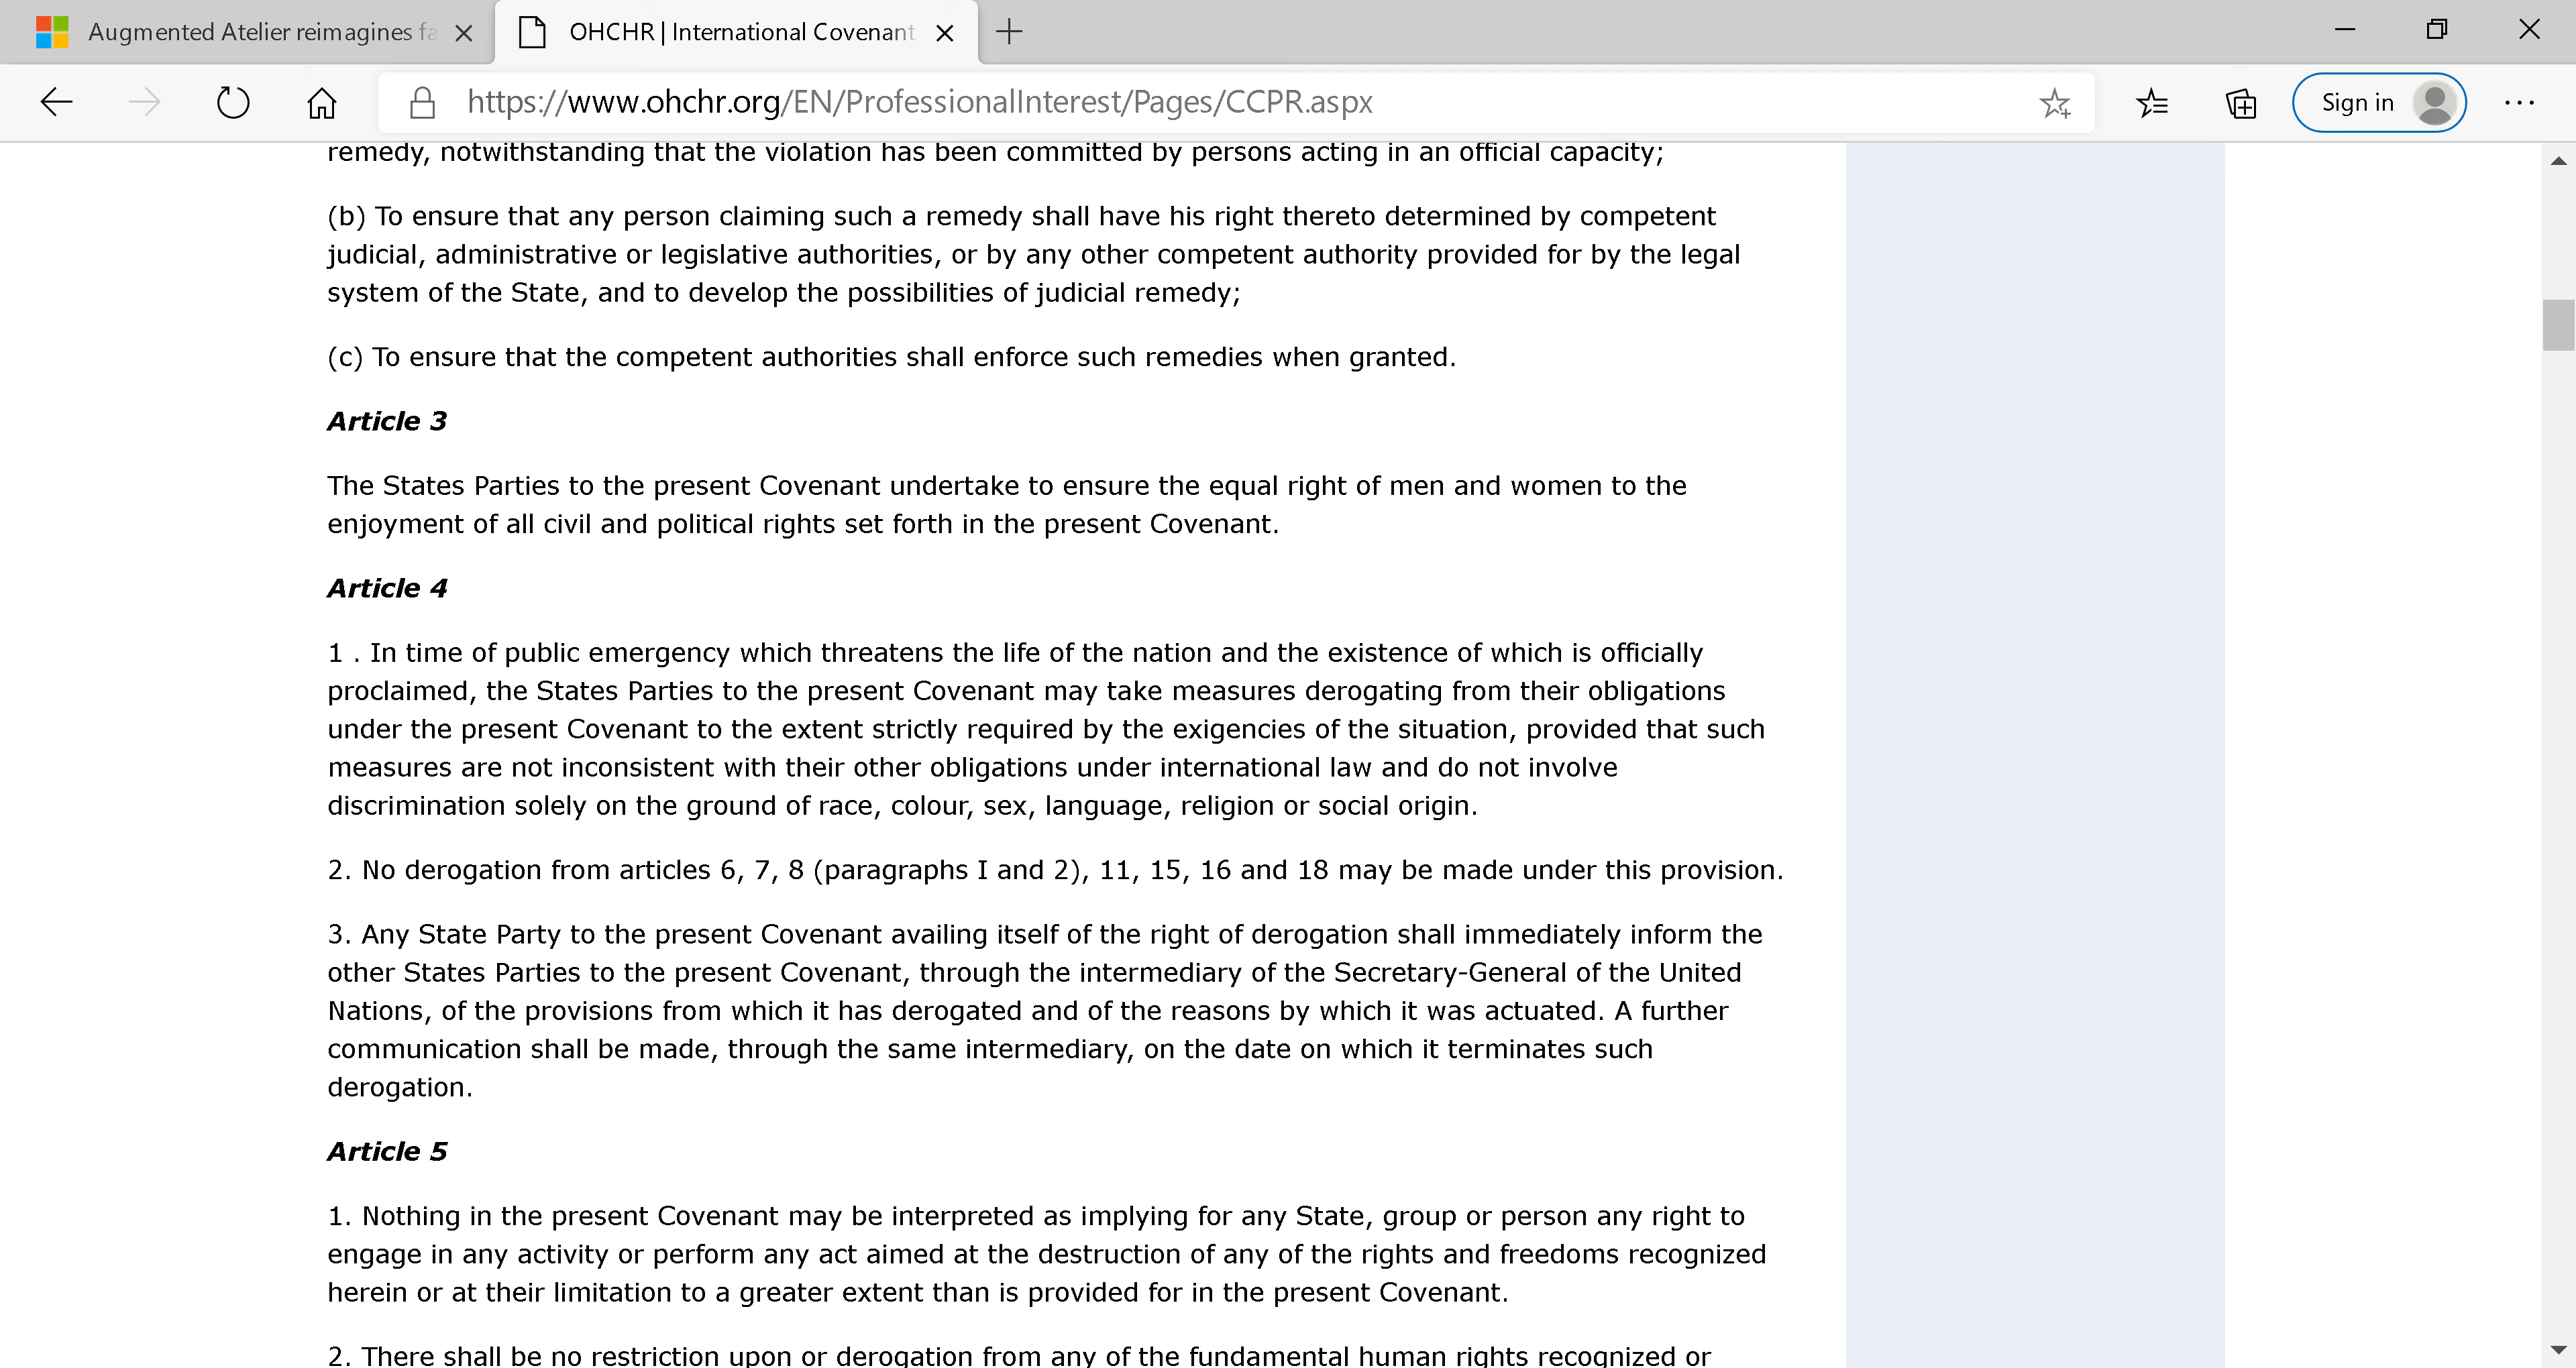 Augmented Atelier reimagines fa
OHCHR | International Covenant
https://www.ohchr.org/EN/ProfessionalInterest/Pages/CCPR.aspx
Sign in
remedy, notwithstanding that the violation has been committed by persons acting in an official capacity;
(b) To ensure that any person claiming such a remedy shall have his right thereto determined by competent
judicial, administrative or legislative authorities, or by any other competent authority provided for by the legal
system of the State, and to develop the possibilities of judicial remedy;
(c) To ensure that the competent authorities shall enforce such remedies when granted.
Article 3
The States Parties to the present Covenant undertake to ensure the equal right of men and women to the
enjoyment of all civil and political rights set forth in the present Covenant.
Article 4
1 . In time of public emergency which threatens the life of the nation and the existence of which is officially
proclaimed, the States Parties to the present Covenant may take measures derogating from their obligations
under the present Covenant to the extent strictly required by the exigencies of the situation, provided that such
measures are not inconsistent with their other obligations under international law and do not involve
discrimination solely on the ground of race, colour, sex, language, religion or social origin.
2. No derogation from articles 6, 7, 8 (paragraphs I and 2), 11, 15, 16 and 18 may be made under this provision.
3. Any State Party to the present Covenant availing itself of the right of derogation shall immediately inform the
other States Parties to the present Covenant, through the intermediary of the Secretary-General of the United
Nations, of the provisions from which it has derogated and of the reasons by which it was actuated. A further
communication shall be made, through the same intermediary, on the date on which it terminates such
derogation.
Article 5
1. Nothing in the present Covenant may be interpreted as implying for any State, group or person any right to
engage in any activity or perform any act aimed at the destruction of any of the rights and freedoms recognized
herein or at their limitation to a greater extent than is provided for in the present Covenant.
2. There shall be no restriction upon or derogation from any of the fundamental human rights recognized or